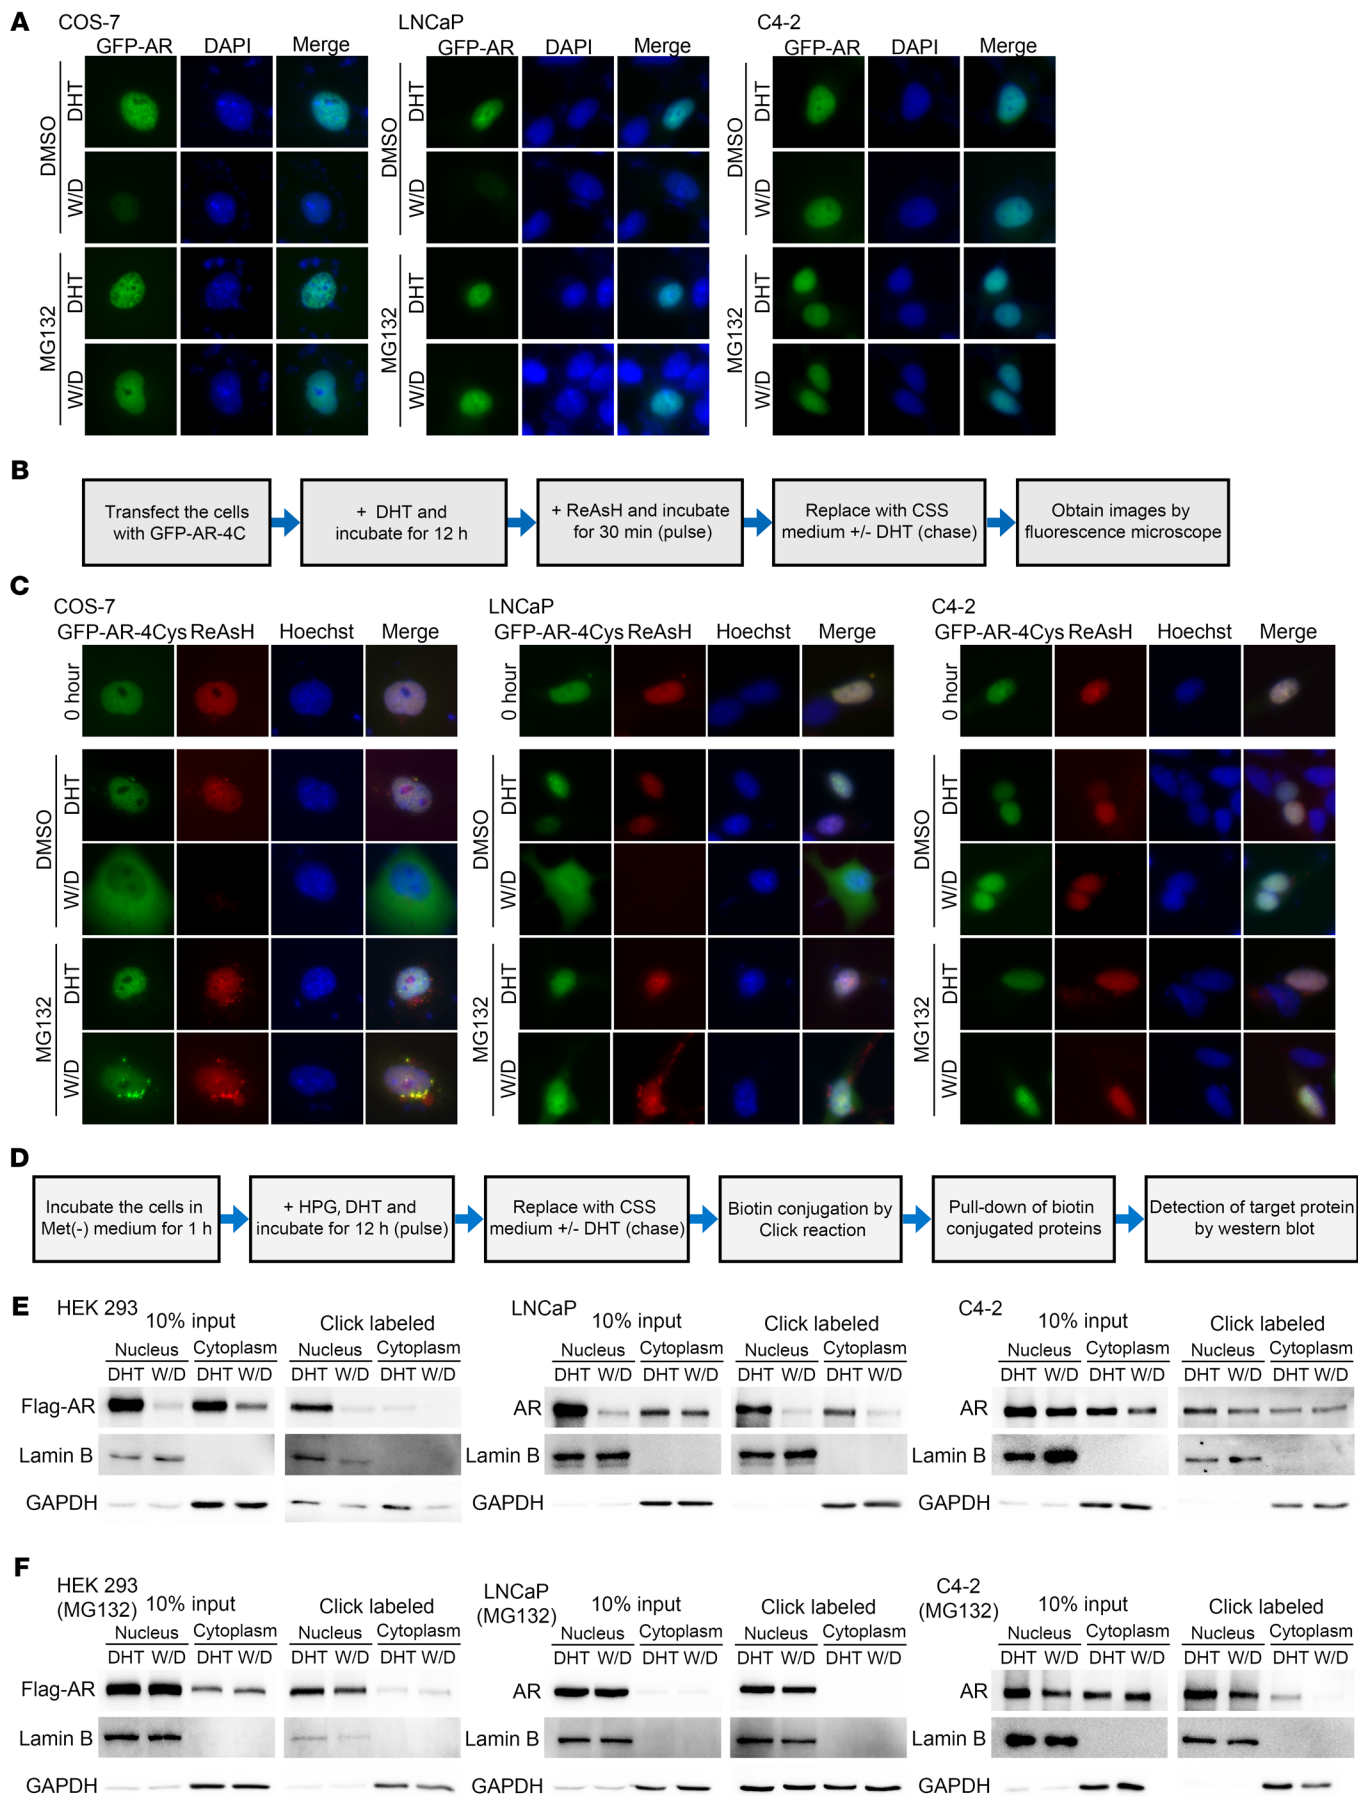 A
COS-7
GFP-AR DAPI Merge
LNCaP
GFP-AR DAPI Merge
C4-2
GFP-AR DAPI Merge
DMSO
DHT
W/D
MG132
DHT
W/D
DMSO
DHT
W/D
MG132
DHT
W/D
DMSO
DHT
W/D
MG132
DHT
W/D
B
Transfect the cells
with GFP-AR-4C
+ DHT and
incubate for 12 h
+ ReAsH and incubate
for 30 min (pulse)
Replace with CSS
medium +/- DHT (chase)
Obtain images by
fluorescence microscope
C
COS-7
GFP-AR-4Cys ReAsH Hoechst Merge
LNCaP
GFP-AR-4Cys ReAsH Hoechst Merge
C4-2
GFP-AR-4Cys ReAsH Hoechst Merge
0 hour
DMSO
DHT
W/D
MG132
DHT
W/D
0 hour
DMSO
DHT
W/D
MG132
DHT
W/D
0 hour
DMSO
DHT
W/D
MG132
DHT
W/D
D
Incubate the cells in
Met(-) medium for 1 h
+ HPG, DHT and
incubate for 12 h (pulse)
Replace with CSS
medium +/- DHT (chase)
Biotin conjugation by
Click reaction
Pull-down of biotin
conjugated proteins
Detection of target protein
by western blot
E
HEK 293
10% input Click labeled
Nucleus Cytoplasm Nucleus Cytoplasm
DHT W/D DHT W/D DHT W/D DHT W/D
Flag-AR
Lamin B
GAPDH
LNCaP
10% input Click labeled
Nucleus Cytoplasm Nucleus Cytoplasm
DHT W/D DHT W/D DHT W/D DHT W/D
AR
Lamin B
GAPDH
C4-2
10% input Click labeled
Nucleus Cytoplasm Nucleus Cytoplasm
DHT W/D DHT W/D DHT W/D DHT W/D
AR
Lamin B
GAPDH
F
HEK 293
(MG132)
10% input Click labeled
Nucleus Cytoplasm Nucleus Cytoplasm
DHT W/D DHT W/D DHT W/D DHT W/D
Flag-AR
Lamin B
GAPDH
LNCaP
(MG132)
10% input Click labeled
Nucleus Cytoplasm Nucleus Cytoplasm
DHT W/D DHT W/D DHT W/D DHT W/D
AR
Lamin B
GAPDH
C4-2
(MG132)
10% input Click labeled
Nucleus Cytoplasm Nucleus Cytoplasm
DHT W/D DHT W/D DHT W/D DHT W/D
AR
Lamin B
GAPDH